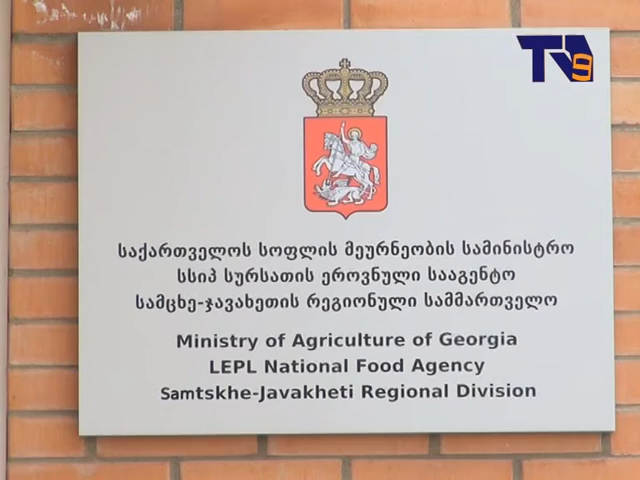 TV9
საქართველოს სოფლის მეურნეობის სამინისტრო
სსიპ სურსათის ეროვნული სააგენტო
სამცხე-ჯავახეთის რეგიონული სამმართველო
Ministry of Agriculture of Georgia
LEPL National Food Agency
Samtskhe-Javakheti Regional Division